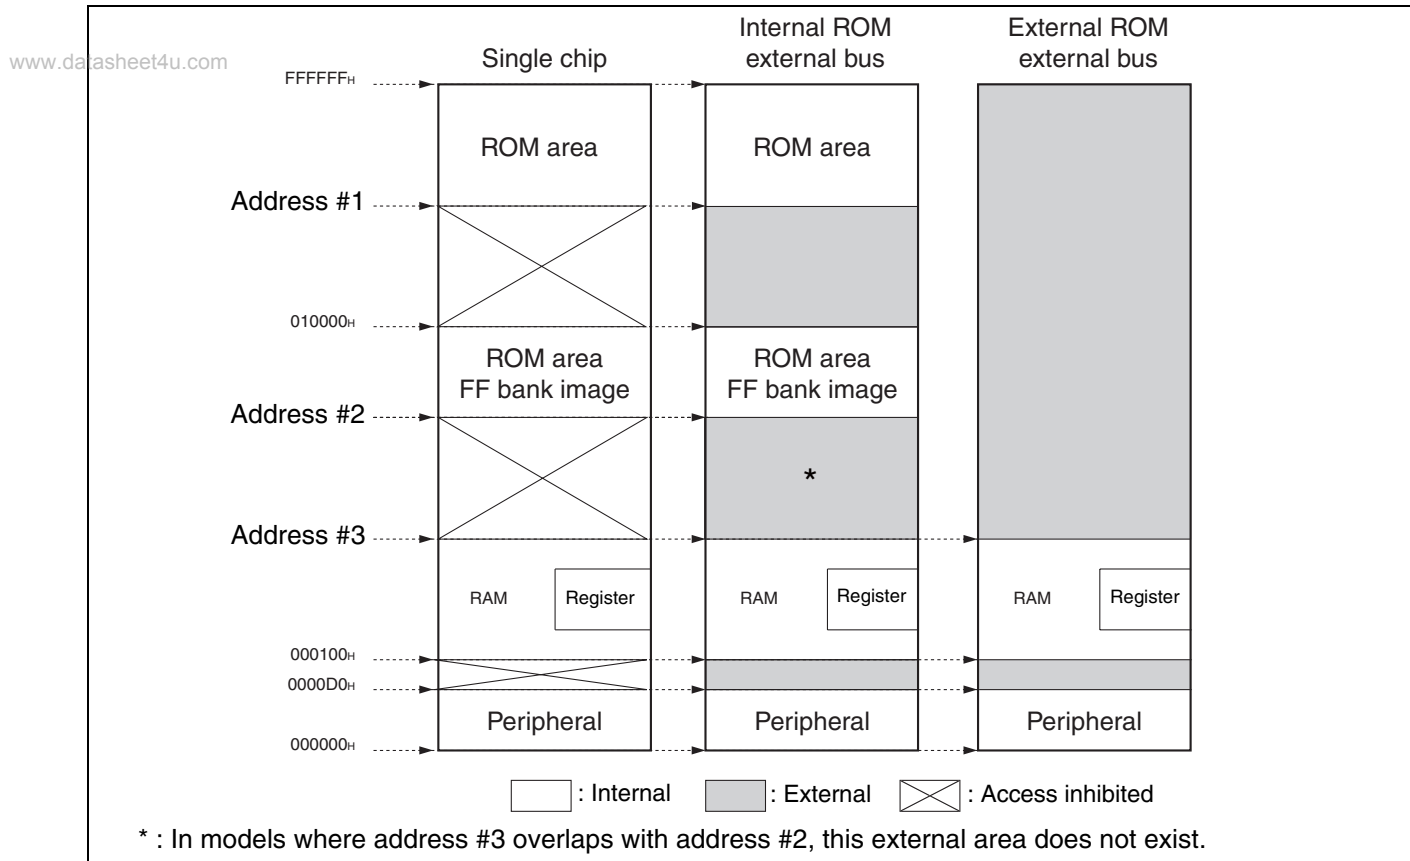 www.datasheet4u.com
Single chip
Internal ROM
external bus
External ROM
external bus
FFFFFFH
ROM area
ROM area
Address #1
010000H
ROM area
FF bank image
ROM area
FF bank image
Address #2
*
Address #3
RAM
Register
RAM
Register
RAM
Register
000100H
0000D0H
Peripheral
Peripheral
Peripheral
000000H
: Internal
: External
: Access inhibited
* : In models where address #3 overlaps with address #2, this external area does not exist.